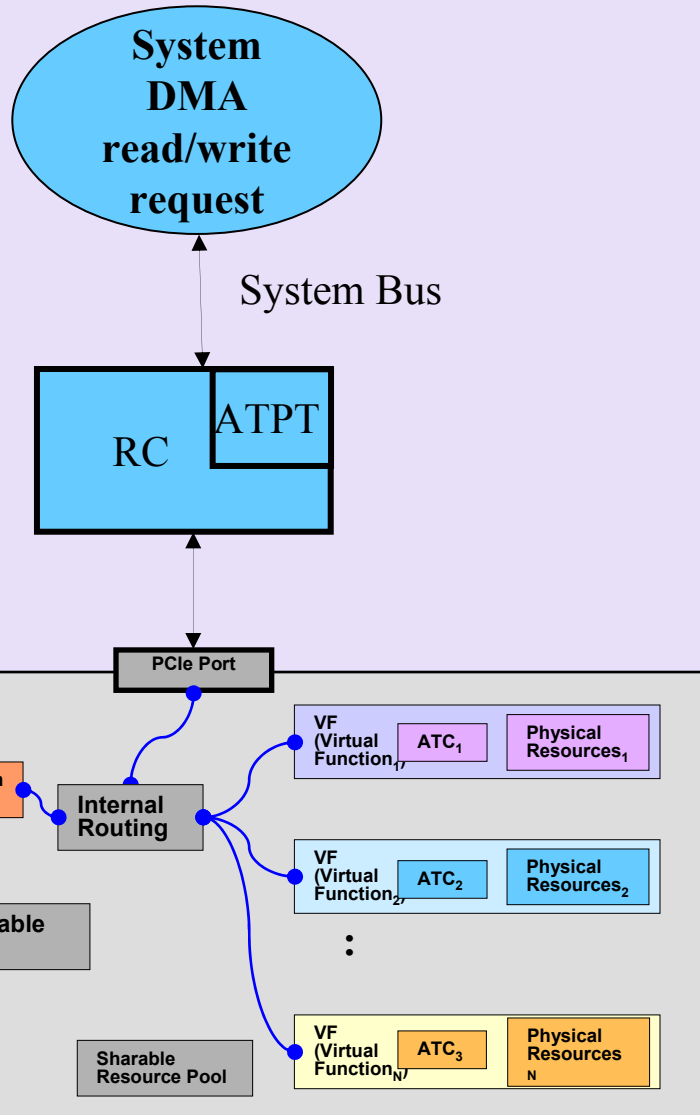 System
DMA
read/write
request
System Bus
ATPT
RC
PCIe Port
VF
(Virtual
Function₁)
ATC₁
Physical
Resources₁
Internal
Routing
VF
(Virtual
Function₂)
ATC₂
Physical
Resources₂
:
VF
(Virtual
Function_N)
ATC₃
Physical
Resources
N
Sharable
Resource Pool